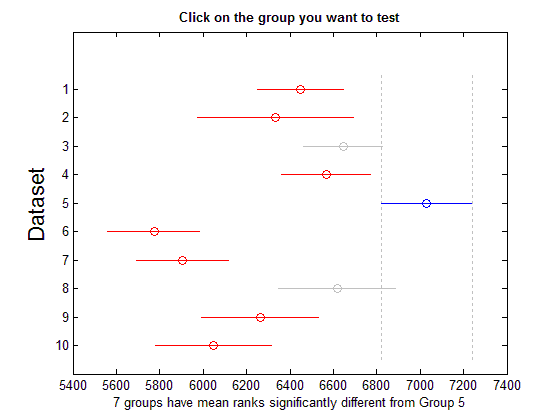 Click on the group you want to test
Dataset
1
2
3
4
5
6
7
8
9
10
5400 5600 5800 6000 6200 6400 6600 6800 7000 7200 7400
7 groups have mean ranks significantly different from Group 5